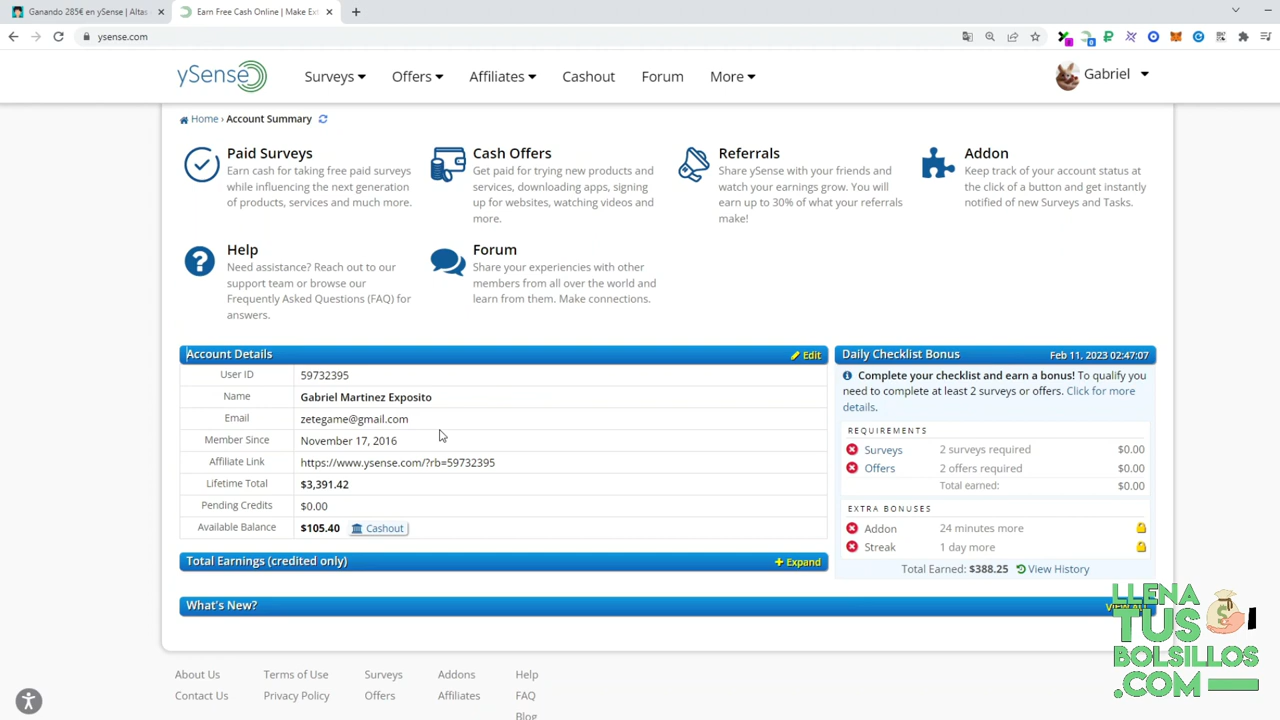 Ganando 285€ en ySense | Altas
Earn Free Cash Online | Make Ex
ysense.com
ySense
Surveys
Offers
Affiliates
Cashout
Forum
More
Gabriel
Home › Account Summary
Paid Surveys
Earn cash for taking free paid surveys
while influencing the next generation
of products, services and much more.
Cash Offers
Get paid for trying new products and
services, downloading apps, signing
up for websites, watching videos and
more.
Referrals
Share ySense with your friends and
watch your earnings grow. You will
earn up to 30% of what your referrals
make!
Addon
Keep track of your account status at
the click of a button and get instantly
notified of new Surveys and Tasks.
Help
Need assistance? Reach out to our
support team or browse our
Frequently Asked Questions (FAQ) for
answers.
Forum
Share your experiences with other
members from all over the world and
learn from them. Make connections.
Account Details
Edit
User ID 59732395
Name Gabriel Martinez Exposito
Email zetegame@gmail.com
Member Since November 17, 2016
Affiliate Link https://www.ysense.com/?rb=59732395
Lifetime Total $3,391.42
Pending Credits $0.00
Available Balance $105.40 Cashout
Total Earnings (credited only) + Expand
What's New?
Daily Checklist Bonus Feb 11, 2023 02:47:07
Complete your checklist and earn a bonus! To qualify you
need to complete at least 2 surveys or offers. Click for more
details.
REQUIREMENTS
Surveys 2 surveys required $0.00
Offers 2 offers required $0.00
Total earned: $0.00
EXTRA BONUSES
Addon 24 minutes more
Streak 1 day more
Total Earned: $388.25 View History
LLENA
TUS
BOLSILLOS
.COM
About Us
Terms of Use
Surveys
Addons
Help
Contact Us
Privacy Policy
Offers
Affiliates
FAQ
Blog